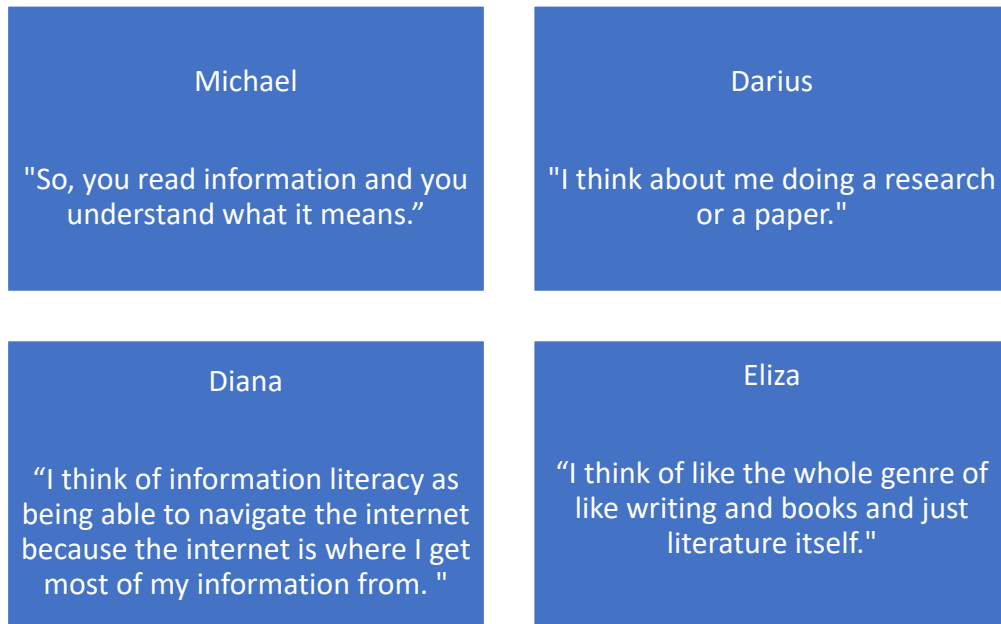 Michael
"So, you read information and you
understand what it means.”
Darius
"I think about me doing a research
or a paper."
Diana
“I think of information literacy as
being able to navigate the internet
because the internet is where I get
most of my information from. "
Eliza
“I think of like the whole genre of
like writing and books and just
literature itself."